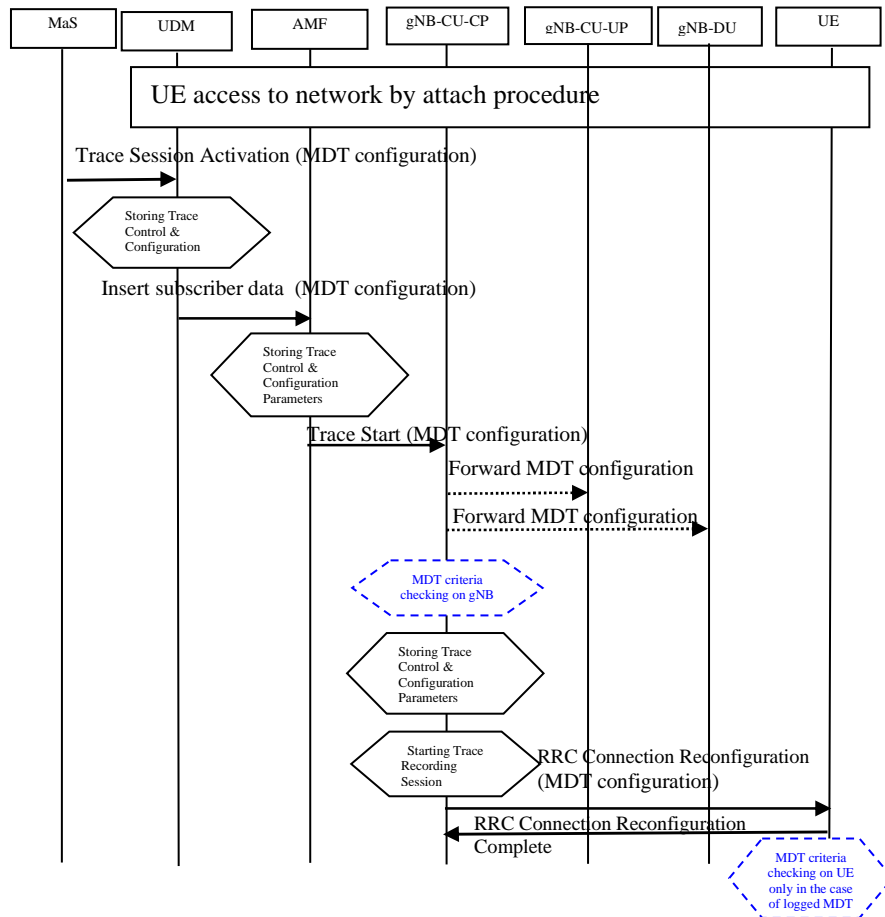 MaS
UDM
AMF
gNB-CU-CP
gNB-CU-UP
gNB-DU
UE
UE access to network by attach procedure
Trace Session Activation (MDT configuration)
Storing Trace
Control &
Configuration
Insert subscriber data (MDT configuration)
Storing Trace
Control &
Configuration
Parameters
Trace Start (MDT configuration)
Forward MDT configuration
Forward MDT configuration
MDT criteria
checking on gNB
Storing Trace
Control &
Configuration
Parameters
Starting Trace
Recording
Session
RRC Connection Reconfiguration
(MDT configuration)
RRC Connection Reconfiguration
Complete
MDT criteria
checking on UE
only in the case
of logged MDT